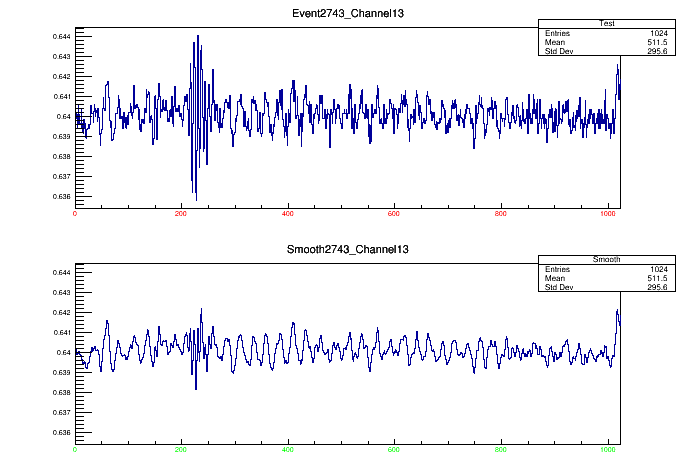 Event2743_Channel13
Test
Entries 1024
Mean 511.5
Std Dev 295.6
0.644
0.643
0.642
0.641
0.64
0.639
0.638
0.637
0.636
0 200 400 600 800 1000
Smooth2743_Channel13
Smooth
Entries 1024
Mean 511.5
Std Dev 295.6
0.644
0.643
0.642
0.641
0.64
0.639
0.638
0.637
0.636
0 200 400 600 800 1000